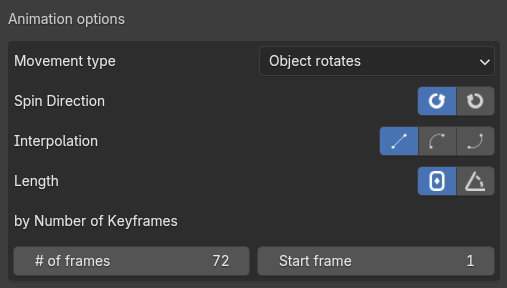 Animation options
Movement type Object rotates
Spin Direction
Interpolation
Length
by Number of Keyframes
# of frames 72 Start frame 1